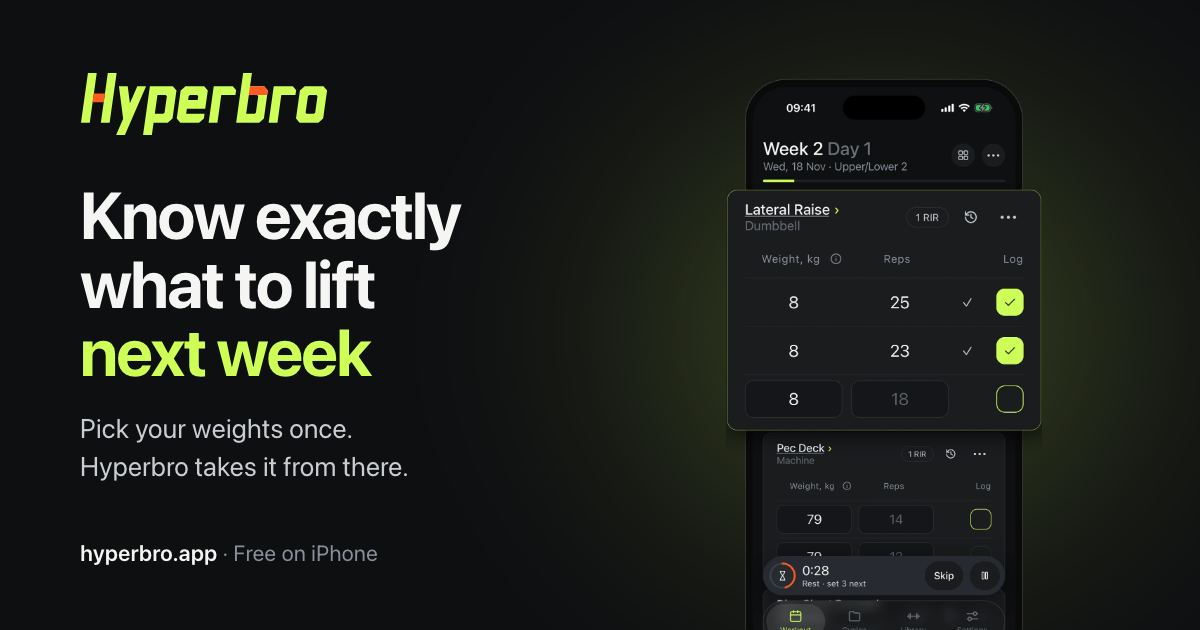 Hyperbro
Know exactly
what to lift
next week
Pick your weights once.
Hyperbro takes it from there.
hyperbro.app · Free on iPhone
09:41
Week 2 Day 1
Wed, 18 Nov · Upper/Lower 2
Lateral Raise ›
Dumbbell
1 RIR
Weight, kg Reps Log
8 25
8 23
8 18
Pec Deck ›
Machine
1 RIR
Weight, kg Reps Log
79 14
79 12
0:28
Rest · set 3 next
Skip
Workout